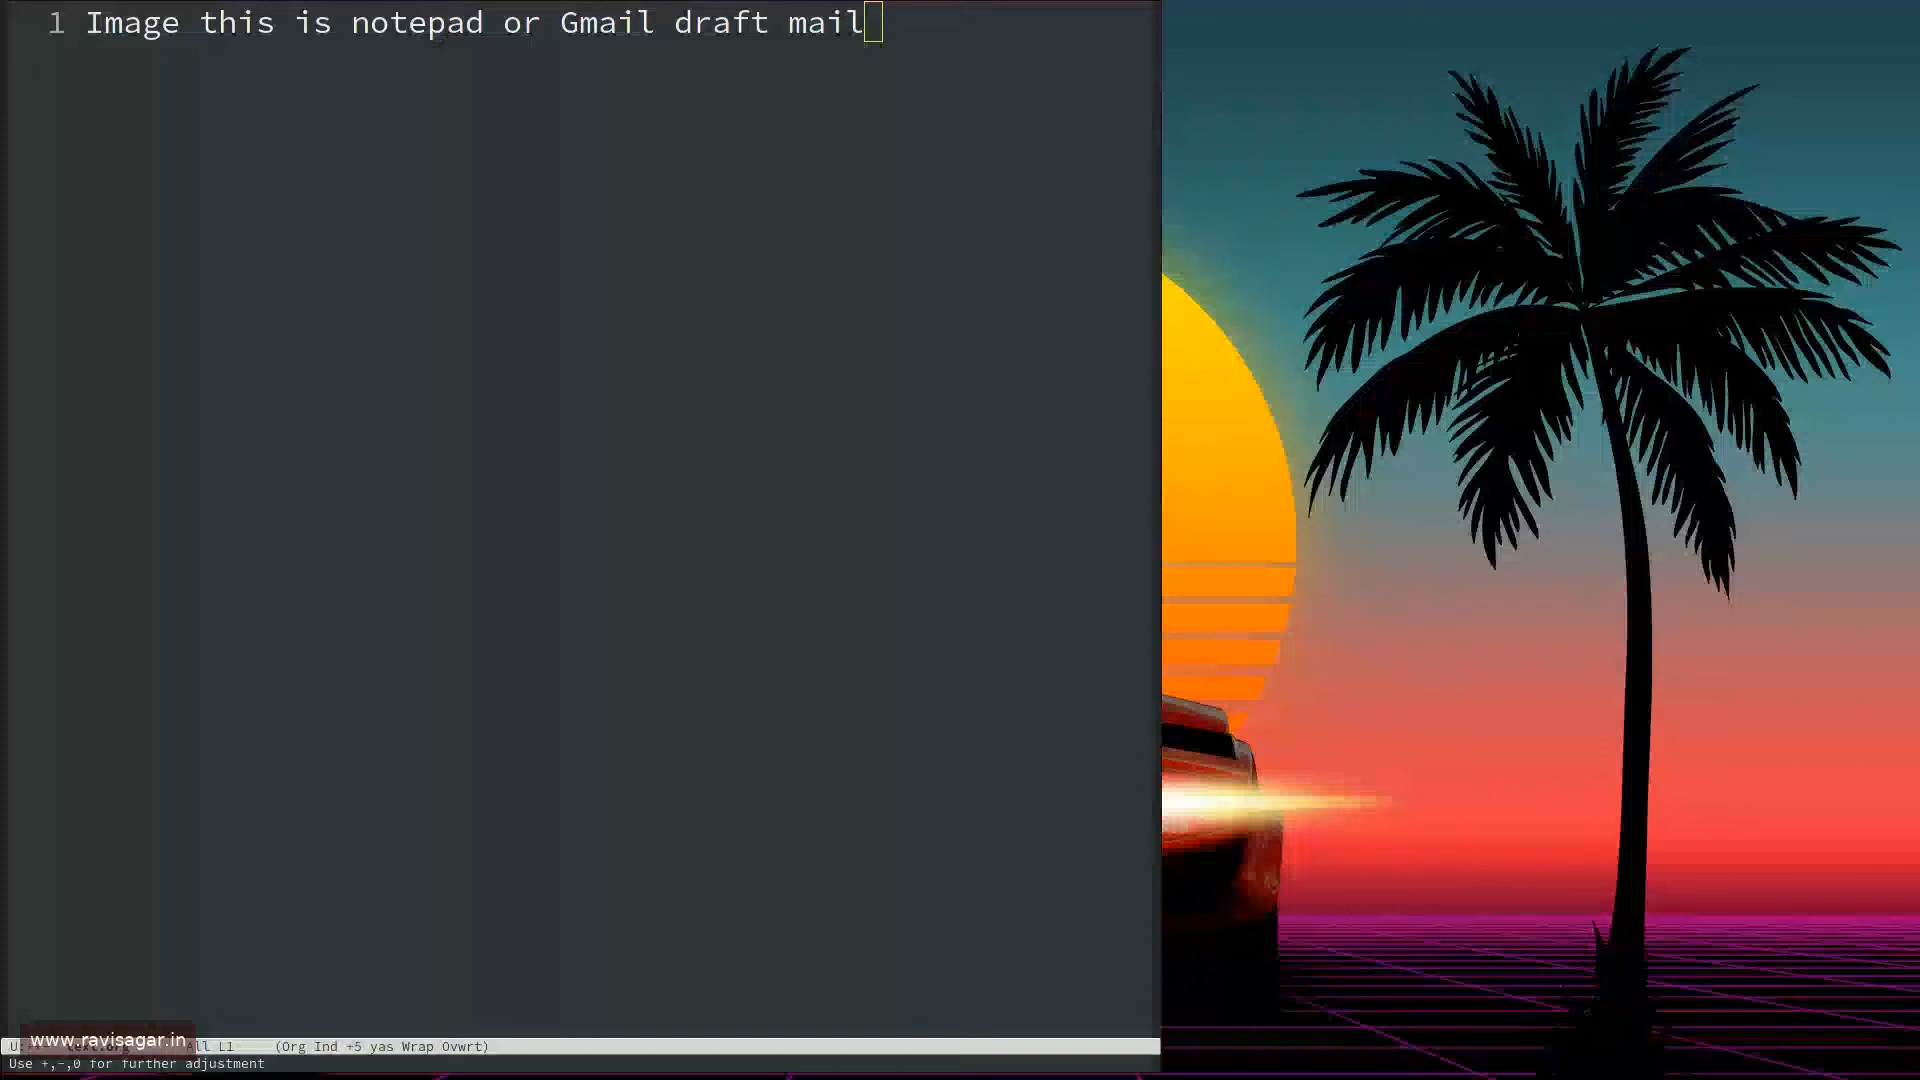 1 Image this is notepad or Gmail draft mail
www.ravisagar.in
All L1 (Org Ind +5 yas Wrap Ovwrt)
Use +,-,0 for further adjustment